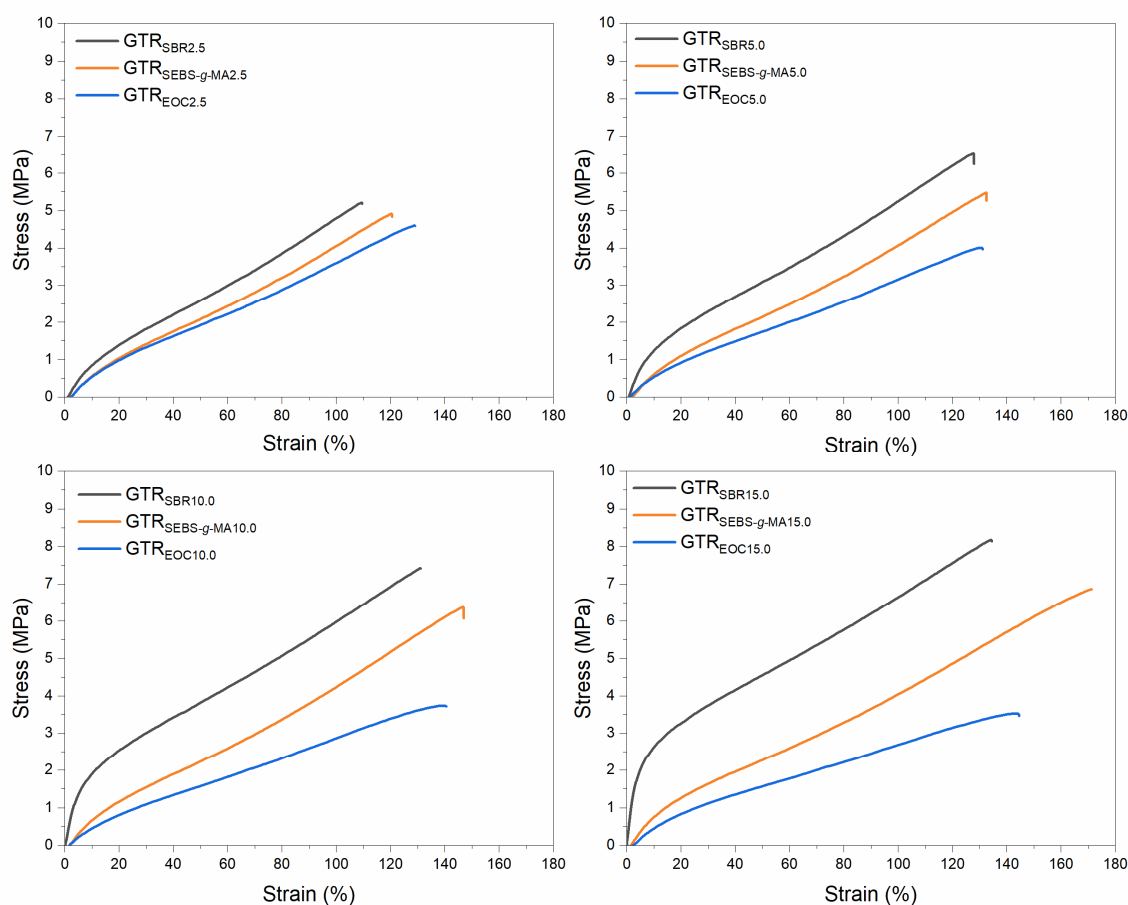 GTRSBR2.5
GTRSEBS-g-MA2.5
GTREOC2.5
10
9
8
7
6
5
4
3
2
1
0
Stress (MPa)
0 20 40 60 80 100 120 140 160 180
Strain (%)
GTRSBR5.0
GTRSEBS-g-MA5.0
GTREOC5.0
10
9
8
7
6
5
4
3
2
1
0
Stress (MPa)
0 20 40 60 80 100 120 140 160 180
Strain (%)
GTRSBR10.0
GTRSEBS-g-MA10.0
GTREOC10.0
10
9
8
7
6
5
4
3
2
1
0
Stress (MPa)
0 20 40 60 80 100 120 140 160 180
Strain (%)
GTRSBR15.0
GTRSEBS-g-MA15.0
GTREOC15.0
10
9
8
7
6
5
4
3
2
1
0
Stress (MPa)
0 20 40 60 80 100 120 140 160 180
Strain (%)